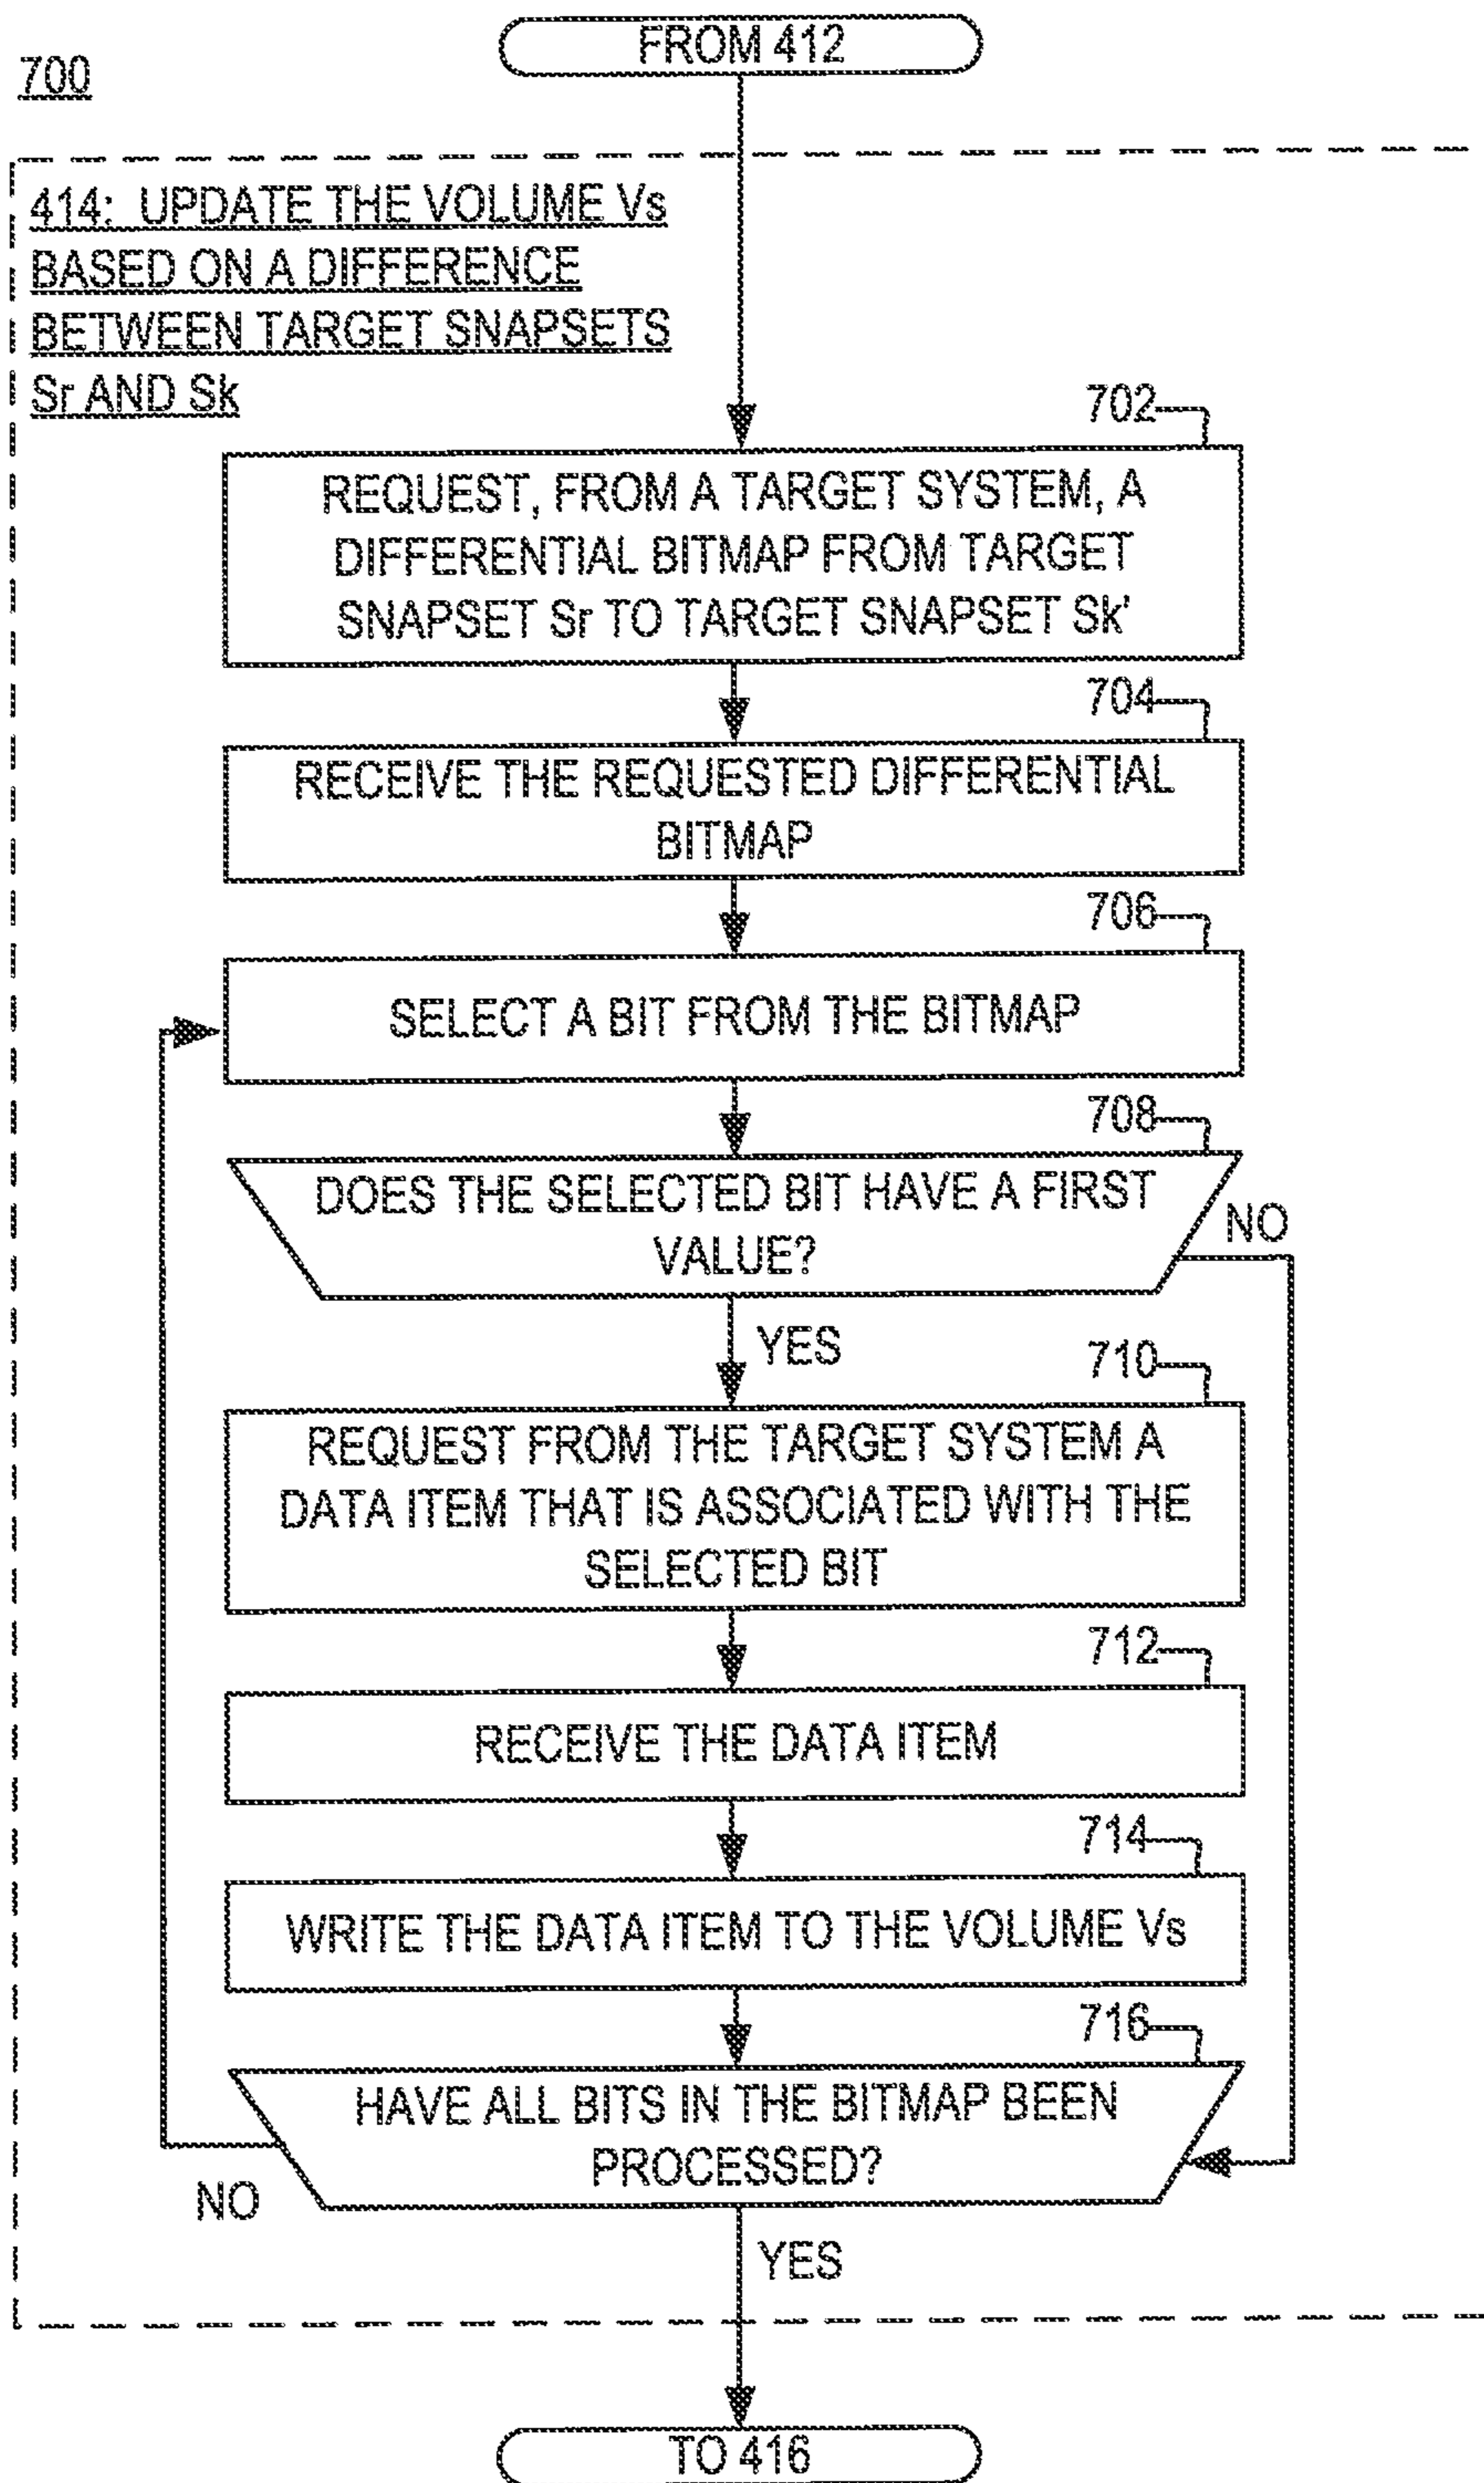 FROM 412
700
414: UPDATE THE VOLUME Vs
BASED ON A DIFFERENCE
BETWEEN TARGET SNAPSETS
Sr AND Sk
702
REQUEST, FROM A TARGET SYSTEM, A
DIFFERENTIAL BITMAP FROM TARGET
SNAPSET Sr TO TARGET SNAPSET Sk'
704
RECEIVE THE REQUESTED DIFFERENTIAL
BITMAP
706
SELECT A BIT FROM THE BITMAP
708
DOES THE SELECTED BIT HAVE A FIRST
VALUE?
NO
YES
710
REQUEST FROM THE TARGET SYSTEM A
DATA ITEM THAT IS ASSOCIATED WITH THE
SELECTED BIT
712
RECEIVE THE DATA ITEM
714
WRITE THE DATA ITEM TO THE VOLUME Vs
716
HAVE ALL BITS IN THE BITMAP BEEN
PROCESSED?
NO
YES
TO 416